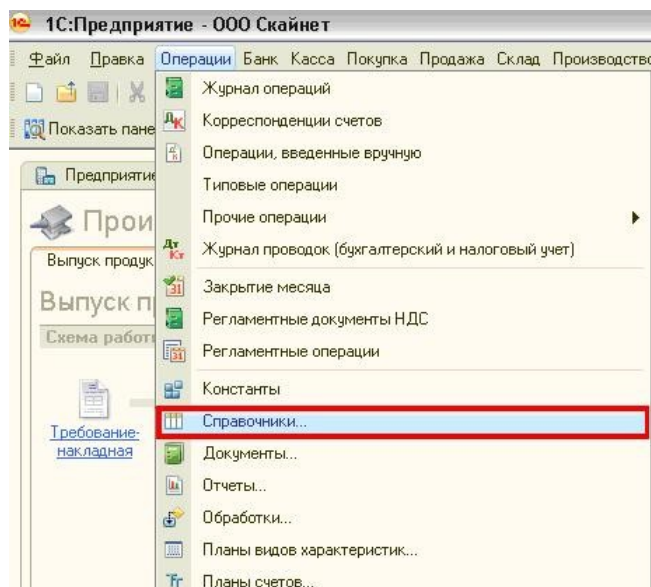 1С:Предприятие - ООО Скайнет
Файл Правка Операции Банк Касса Покупка Продажа Склад Производство
Показать пане
Предприятие
Прои
Выпуск продук
Выпуск п
Схема работ
Требование-
накладная
Журнал операций
Корреспонденции счетов
Операции, введенные вручную
Типовые операции
Прочие операции
Журнал проводок (бухгалтерский и налоговый учет)
Закрытие месяца
Регламентные документы НДС
Регламентные операции
Константы
Справочники...
Документы...
Отчеты...
Обработки...
Планы видов характеристик...
Планы счетов...